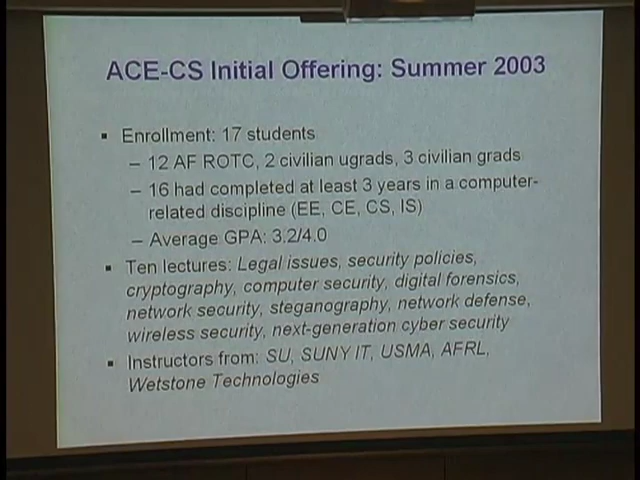 ACE-CS Initial Offering: Summer 2003
▪ Enrollment: 17 students
– 12 AF ROTC, 2 civilian ugrads, 3 civilian grads
– 16 had completed at least 3 years in a computer-
related discipline (EE, CE, CS, IS)
– Average GPA: 3.2/4.0
▪ Ten lectures: Legal issues, security policies,
cryptography, computer security, digital forensics,
network security, steganography, network defense,
wireless security, next-generation cyber security
▪ Instructors from: SU, SUNY IT, USMA, AFRL,
Wetstone Technologies